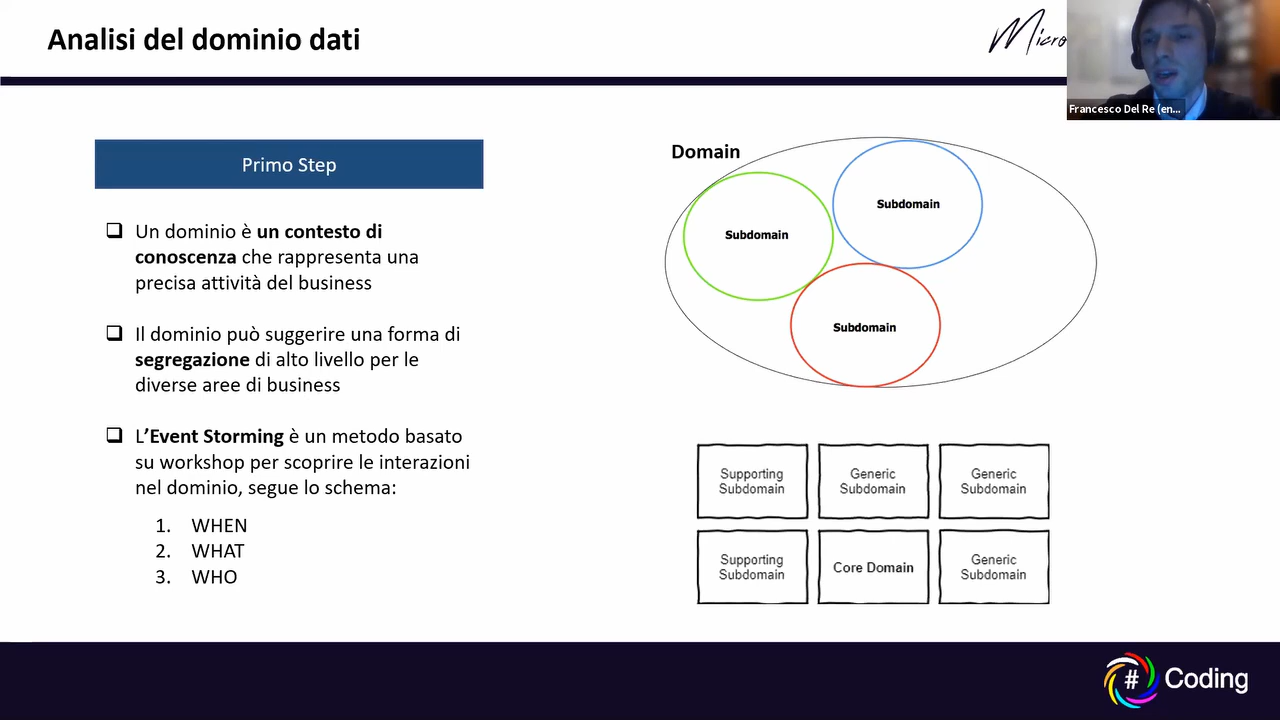 Analisi del dominio dati
Micro
Francesco Del Re (en...
Primo Step
❑ Un dominio è un contesto di
conoscenza che rappresenta una
precisa attività del business
❑ Il dominio può suggerire una forma di
segregazione di alto livello per le
diverse aree di business
❑ L’Event Storming è un metodo basato
su workshop per scoprire le interazioni
nel dominio, segue lo schema:
1. WHEN
2. WHAT
3. WHO
Domain
Subdomain
Subdomain
Subdomain
Supporting
Subdomain
Generic
Subdomain
Generic
Subdomain
Supporting
Subdomain
Core Domain
Generic
Subdomain
# Coding